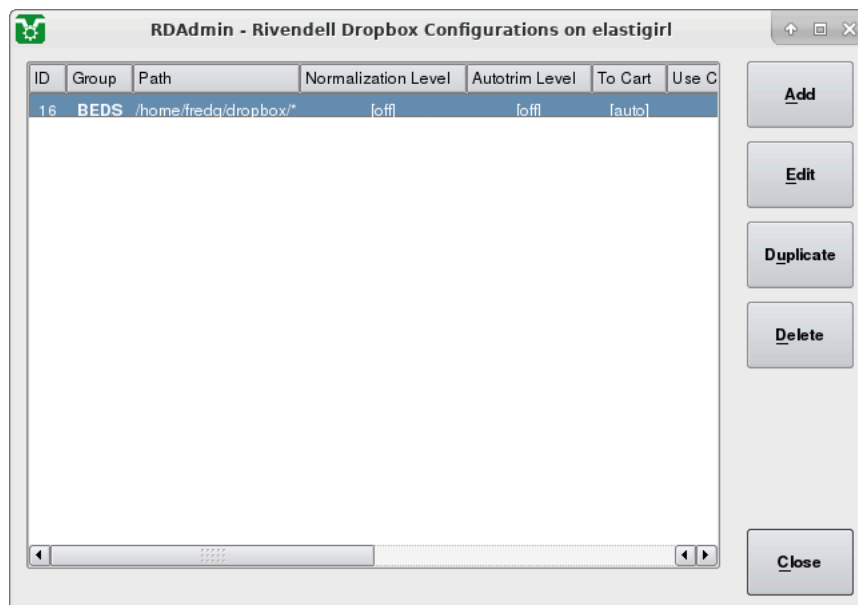 RDAdmin - Rivendell Dropbox Configurations on elastigirl
ID Group Path Normalization Level Autotrim Level To Cart Use C
16 BEDS /home/fredg/dropbox/* [off] [off] [auto]
Add
Edit
Duplicate
Delete
Close